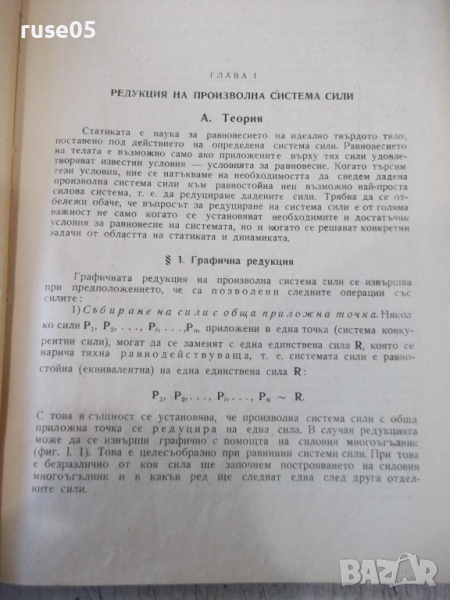 ruse05
ГЛАВА I
РЕДУКЦИЯ НА ПРОИЗВОЛНА СИСТЕМА СИЛИ
А. Теория
Статиката е наука за равновесието на идеално твърдото тяло,
поставено под действието на определена система сили. Равновесието
на телата е възможно само ако приложените върху тях сили удовле-
творяват известни условия — условията за равновесие. Когато търсим
тези условия, ние се натъкваме на необходимостта да сведем дадена
произволна система сили към равностойна ней възможно най-проста
силова система, т. е. да редуцираме дадените сили. Трябва да се от-
бележи обаче, че въпросът за редуциране на система сили е от голяма
важност не само когато се установяват необходимите и достатъчни
условия за равновесие на системата, но и когато се решават конкретни
задачи от областта на статиката и динамиката.
§ 1. Графична редукция
Графичната редукция на произволна система сили се извършва
при предположението, че са позволени следните операции със
силите:
1) Събиране на сили с обща приложна точка. Някол-
ко сили P₁, P₂, . . ., Pᵢ, . . ., Pₙ, приложени в една точка (система конку-
рентни сили), могат да се заменят с една единствена сила R, която се
нарича тяхна равнодействуваща, т. е. системата сили е равно-
стойна (еквивалентна) на една единствена сила R:
P₁, P₂, . . ., Pᵢ, . . ., Pₙ ~ R.
С това в същност се установява, че произволна система сили с обща
приложна точка се редуцира на една сила. В случая редукцията
може да се извърши графично с помощта на силовия многоъгълник
(фиг. I. 1). Това е целесъобразно при равнинни системи сили. При това
е безразлично от коя сила ще започнем построяването на силовия
многоъгълник и в какъв ред ще следват една след друга отдел-
ните сили.
BAZAR